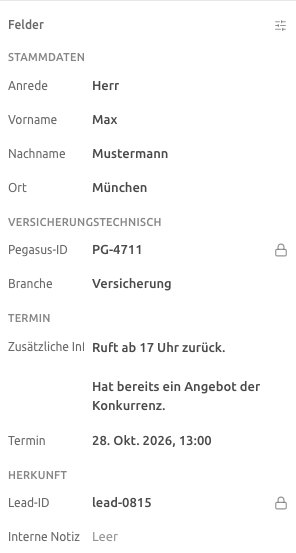 Felder
STAMMDATEN
Anrede Herr
Vorname Max
Nachname Mustermann
Ort München
VERSICHERUNGSTECHNISCH
Pegasus-ID PG-4711
Branche Versicherung
TERMIN
Zusätzliche Inf Ruft ab 17 Uhr zurück.
Hat bereits ein Angebot der
Konkurrenz.
Termin 28. Okt. 2026, 13:00
HERKUNFT
Lead-ID lead-0815
Interne Notiz Leer